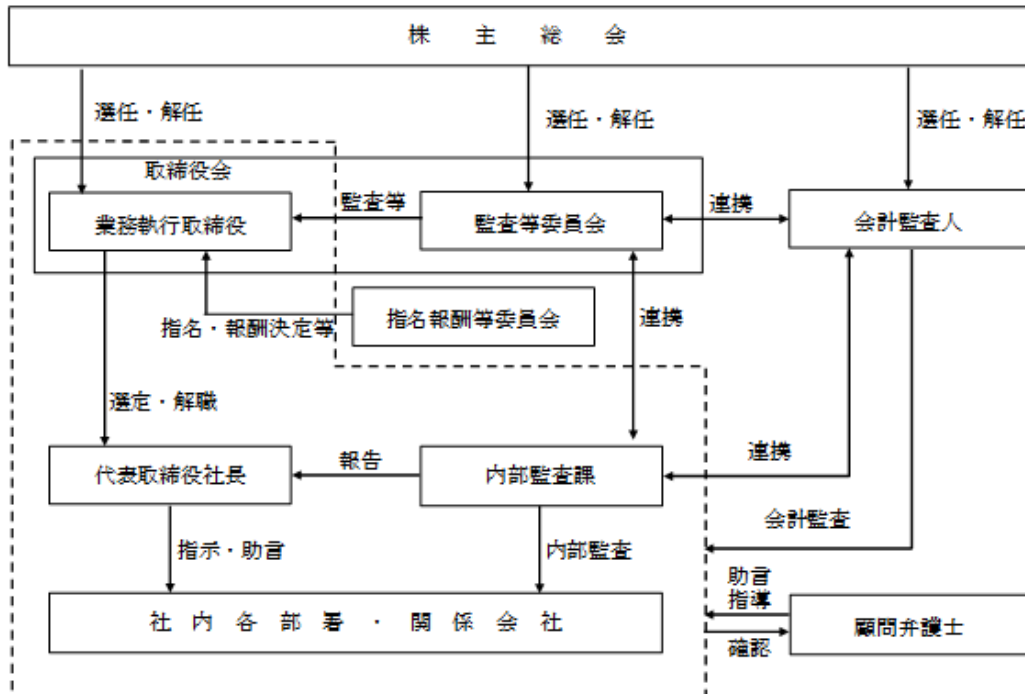 株主総会
選任・解任
選任・解任
選任・解任
取締役会
業務執行取締役
監査等
監査等委員会
連携
会計監査人
指名報酬等委員会
指名・報酬決定等
連携
選定・解職
代表取締役社長
報告
内部監査課
連携
会計監査
指示・助言
内部監査
助言
指導
社内各部署・関係会社
顧問弁護士
確認